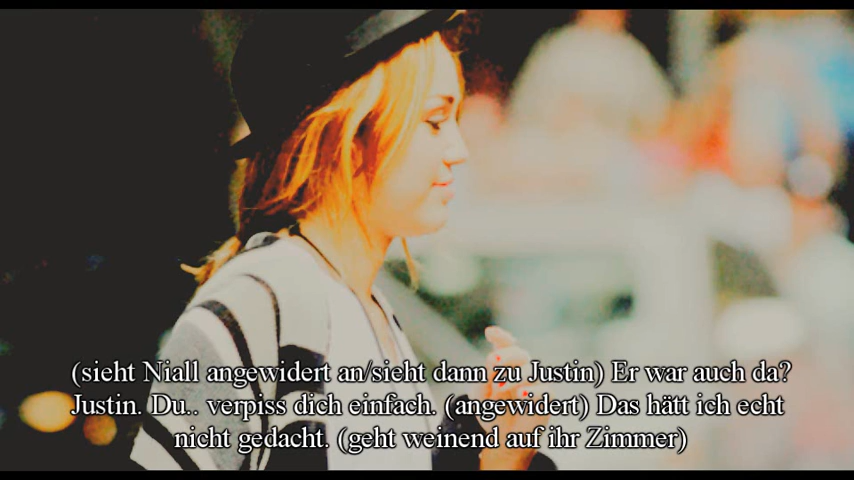 (sieht Niall angewidert an/sieht dann zu Justin) Er war auch da?
Justin. Du.. verpiss dich einfach. (angewidert) Das hätt ich echt
nicht gedacht. (geht weinend auf ihr Zimmer)